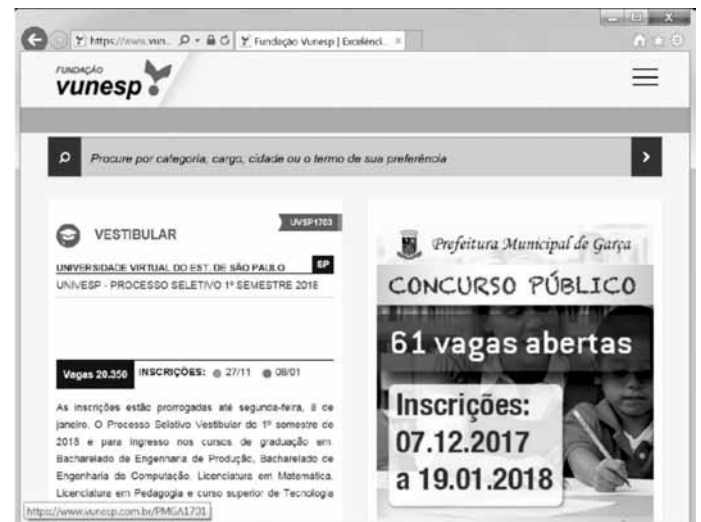 https://www.vun...
Fundação Vunesp | Excelênci...
FUNDAÇÃO
vunesp
Procure por categoria, cargo, cidade ou o termo de sua preferência
UVSP1703
VESTIBULAR
UNIVERSIDADE VIRTUAL DO EST. DE SÃO PAULO SP
UNIVESP - PROCESSO SELETIVO 1º SEMESTRE 2018
Vagas 20.350 INSCRIÇÕES: 27/11 08/01
As inscrições estão prorrogadas até segunda-feira, 8 de
janeiro. O Processo Seletivo Vestibular do 1º semestre de
2018 e para ingresso nos cursos de graduação em
Bacharelado de Engenharia de Produção, Bacharelado de
Engenharia de Computação, Licenciatura em Matemática,
Licenciatura em Pedagogia e curso superior de Tecnologia
https://www.vunesp.com.br/PMGA1701
Prefeitura Municipal de Garça
CONCURSO PÚBLICO
61 vagas abertas
Inscrições:
07.12.2017
a 19.01.2018